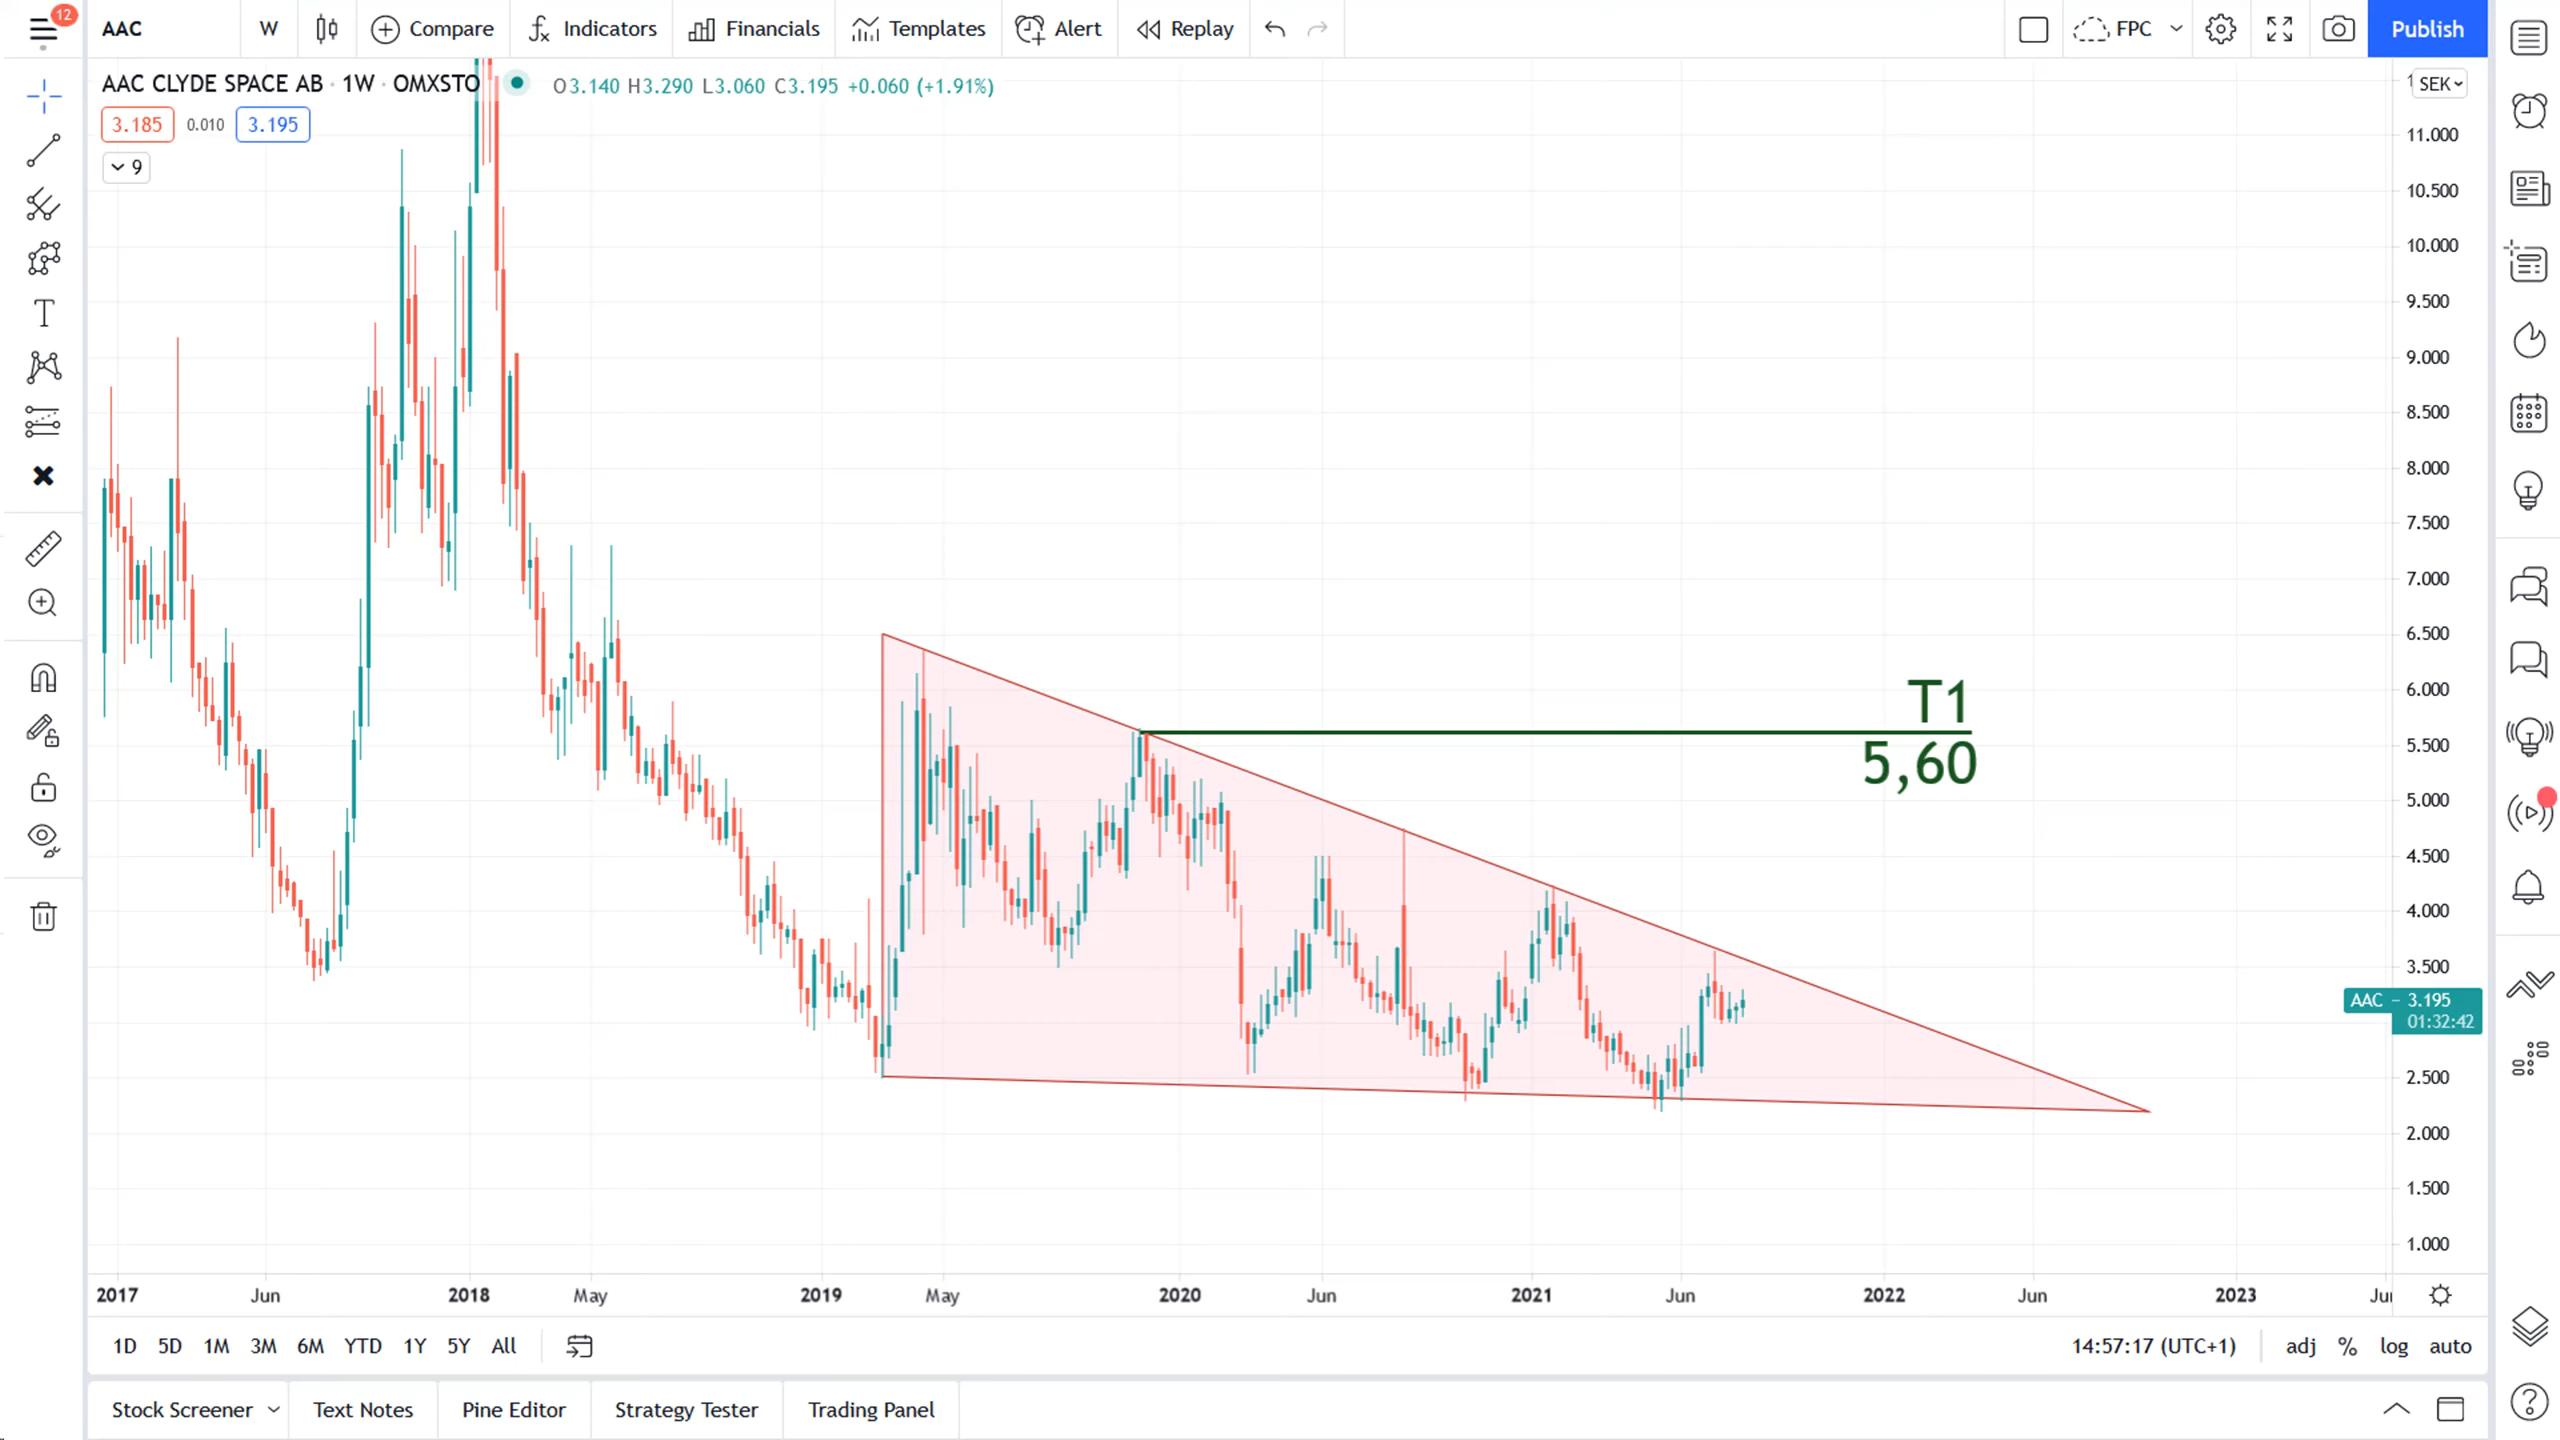 12
AAC
W
Compare
Indicators
Financials
Templates
Alert
Replay
FPC
Publish
AAC CLYDE SPACE AB · 1W · OMXSTO
O3.140 H3.290 L3.060 C3.195 +0.060 (+1.91%)
SEK
3.185 0.010 3.195
9
11.000
10.500
10.000
9.500
9.000
8.500
8.000
7.500
7.000
6.500
6.000
5.500
5.000
4.500
4.000
3.500
AAC – 3.195
01:32:42
2.500
2.000
1.500
1.000
T1
5,60
2017 Jun 2018 May 2019 May 2020 Jun 2021 Jun 2022 Jun 2023
1D 5D 1M 3M 6M YTD 1Y 5Y All
14:57:17 (UTC+1) adj % log auto
Stock Screener Text Notes Pine Editor Strategy Tester Trading Panel